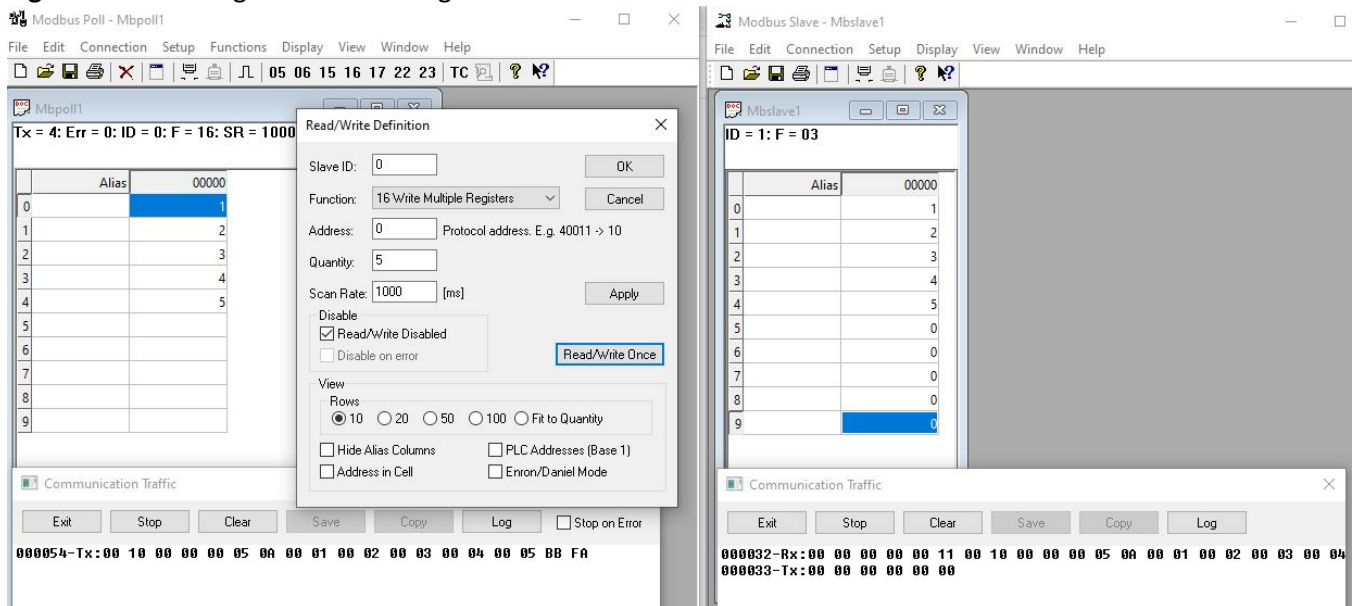 Modbus Poll - Mbpoll1
File Edit Connection Setup Functions Display View Window Help
05 06 15 16 17 22 23 TC
Mbpoll1
Tx = 4: Err = 0: ID = 0: F = 16: SR = 1000
Alias 00000
0 1
1 2
2 3
3 4
4 5
5
6
7
8
9
Read/Write Definition
Slave ID: 0 OK
Function: 16 Write Multiple Registers Cancel
Address: 0 Protocol address. E.g. 40011 -> 10
Quantity: 5
Scan Rate: 1000 [ms] Apply
Disable
Read/Write Disabled
Disable on error Read/Write Once
View
Rows
10 20 50 100 Fit to Quantity
Hide Alias Columns PLC Addresses (Base 1)
Address in Cell Enron/Daniel Mode
Communication Traffic
Exit Stop Clear Save Copy Log Stop on Error
000054-Tx:00 10 00 00 00 05 0A 00 01 00 02 00 03 00 04 00 05 BB FA
Modbus Slave - Mbslave1
File Edit Connection Setup Display View Window Help
Mbslave1
ID = 1: F = 03
Alias 00000
0 1
1 2
2 3
3 4
4 5
5 0
6 0
7 0
8 0
9 0
Communication Traffic
Exit Stop Clear Save Copy Log
000032-Rx:00 00 00 00 00 11 00 10 00 00 00 05 0A 00 01 00 02 00 03 00 04
000033-Tx:00 00 00 00 00 00